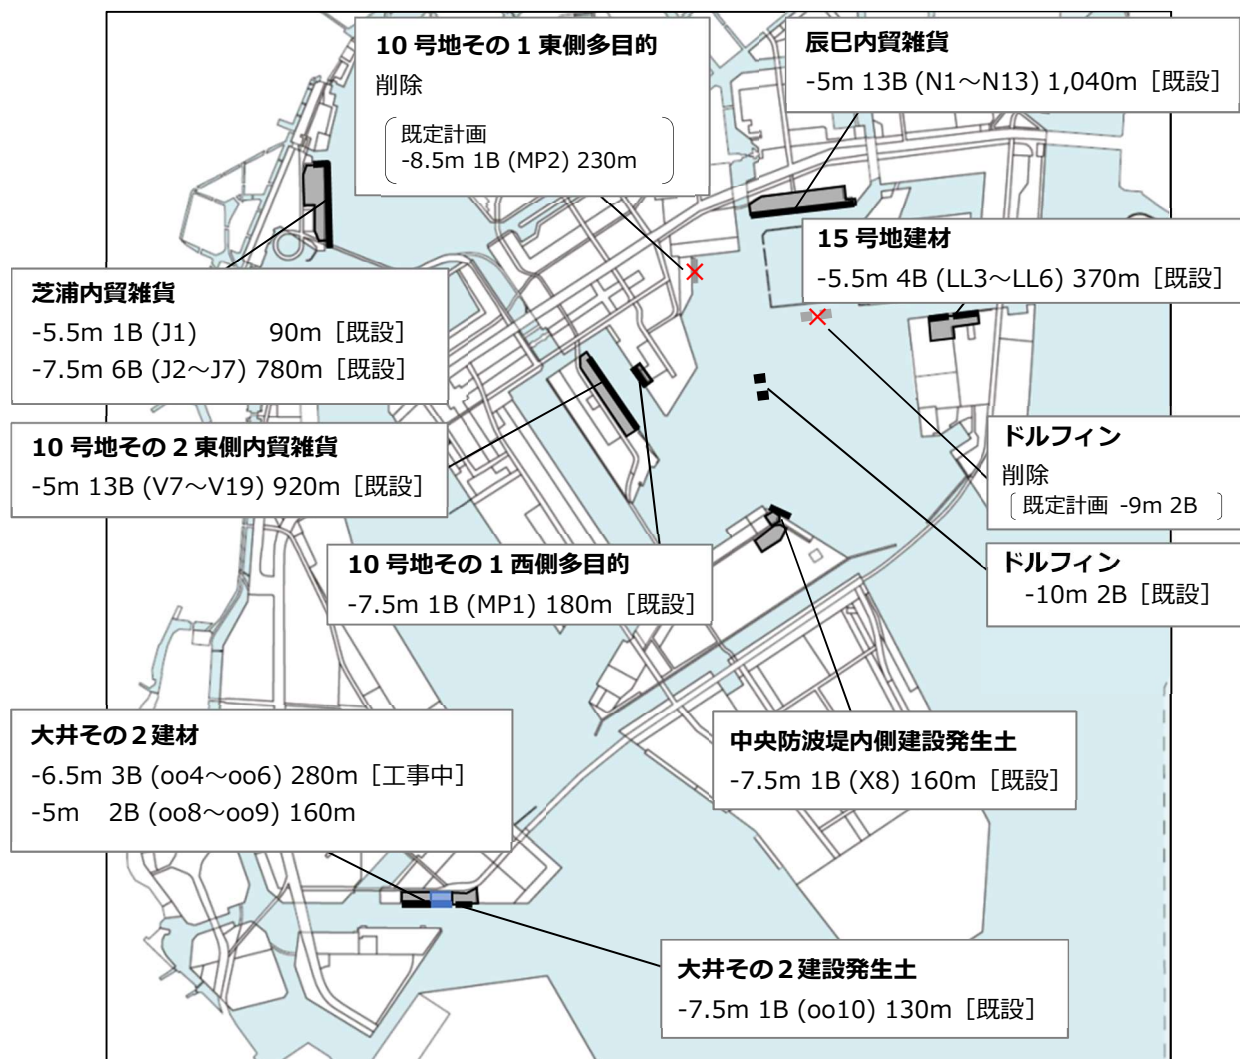 10 号地その 1 東側多目的
削除
既定計画
-8.5m 1B (MP2) 230m
辰巳内貿雑貨
-5m 13B (N1～N13) 1,040m［既設］
15 号地建材
-5.5m 4B (LL3～LL6) 370m［既設］
芝浦内貿雑貨
-5.5m 1B (J1) 90m［既設］
-7.5m 6B (J2～J7) 780m［既設］
10 号地その 2 東側内貿雑貨
-5m 13B (V7～V19) 920m［既設］
ドルフィン
削除
［既定計画 -9m 2B ］
10 号地その 1 西側多目的
-7.5m 1B (MP1) 180m［既設］
ドルフィン
-10m 2B［既設］
大井その２建材
-6.5m 3B (oo4～oo6) 280m［工事中］
-5m 2B (oo8～oo9) 160m
中央防波堤内側建設発生土
-7.5m 1B (X8) 160m［既設］
大井その２建設発生土
-7.5m 1B (oo10) 130m［既設］